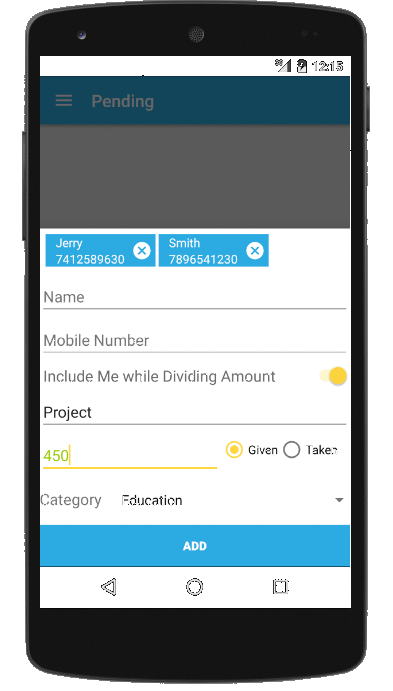 12:15
Pending
Jerry
7412589630
Smith
7896541230
Name
Mobile Number
Include Me while Dividing Amount
Project
450 Given Taken
Category Education
ADD